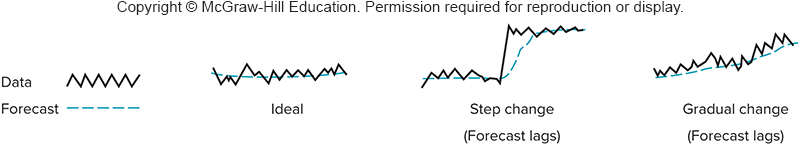 Copyright © McGraw-Hill Education. Permission required for reproduction or display.
Data
Forecast
Ideal
Step change
(Forecast lags)
Gradual change
(Forecast lags)